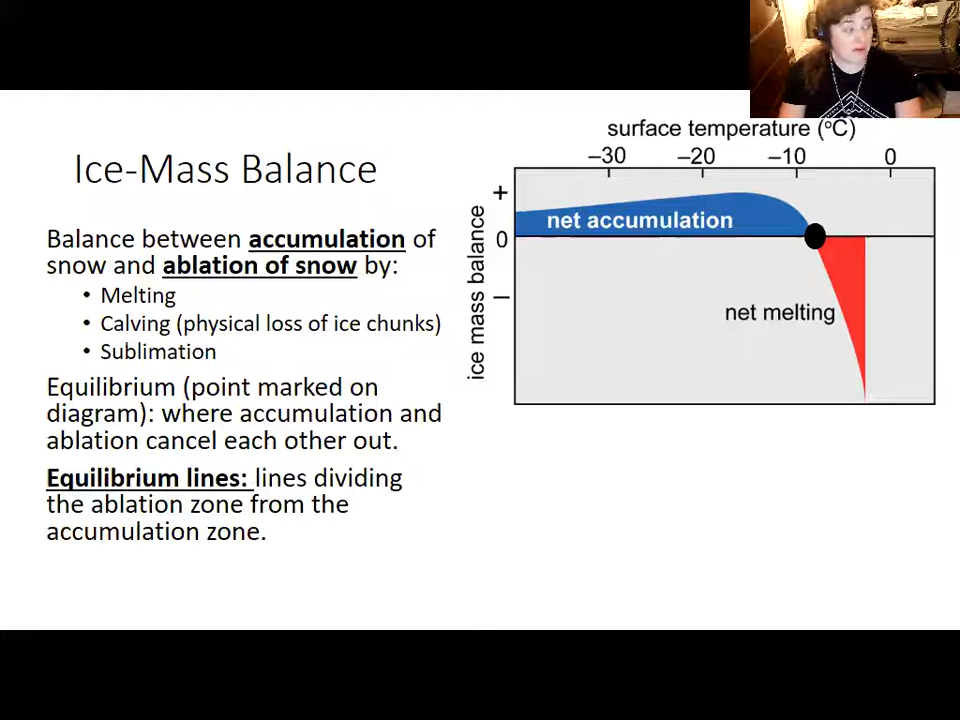 Ice-Mass Balance
Balance between accumulation of
snow and ablation of snow by:
• Melting
• Calving (physical loss of ice chunks)
• Sublimation
Equilibrium (point marked on
diagram): where accumulation and
ablation cancel each other out.
Equilibrium lines: lines dividing
the ablation zone from the
accumulation zone.
surface temperature (°C)
–30 –20 –10 0
+
0
–
ice mass balance
net accumulation
net melting